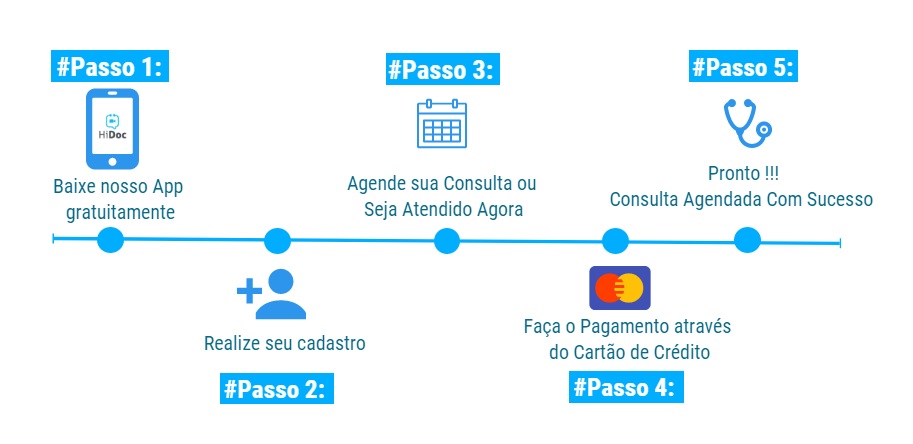 #Passo 1:
HiDoc
Baixe nosso App
gratuitamente
Realize seu cadastro
#Passo 2:
#Passo 3:
Agende sua Consulta ou
Seja Atendido Agora
Faça o Pagamento através
do Cartão de Crédito
#Passo 4:
#Passo 5:
Pronto !!!
Consulta Agendada Com Sucesso